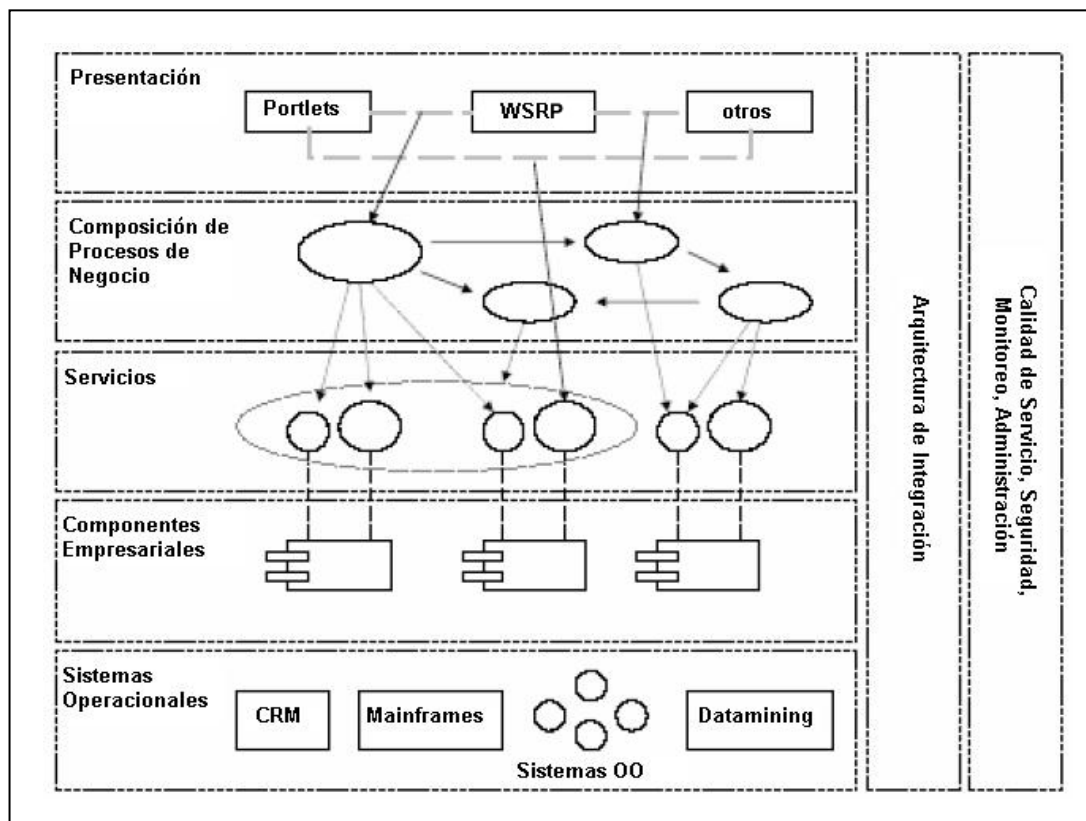 Presentación
Portlets
WSRP
otros
Composición de
Procesos de
Negocio
Servicios
Componentes
Empresariales
Sistemas
Operacionales
CRM
Mainframes
Sistemas OO
Datamining
Arquitectura de Integración
Calidad de Servicio, Seguridad,
Monitoreo, Administración